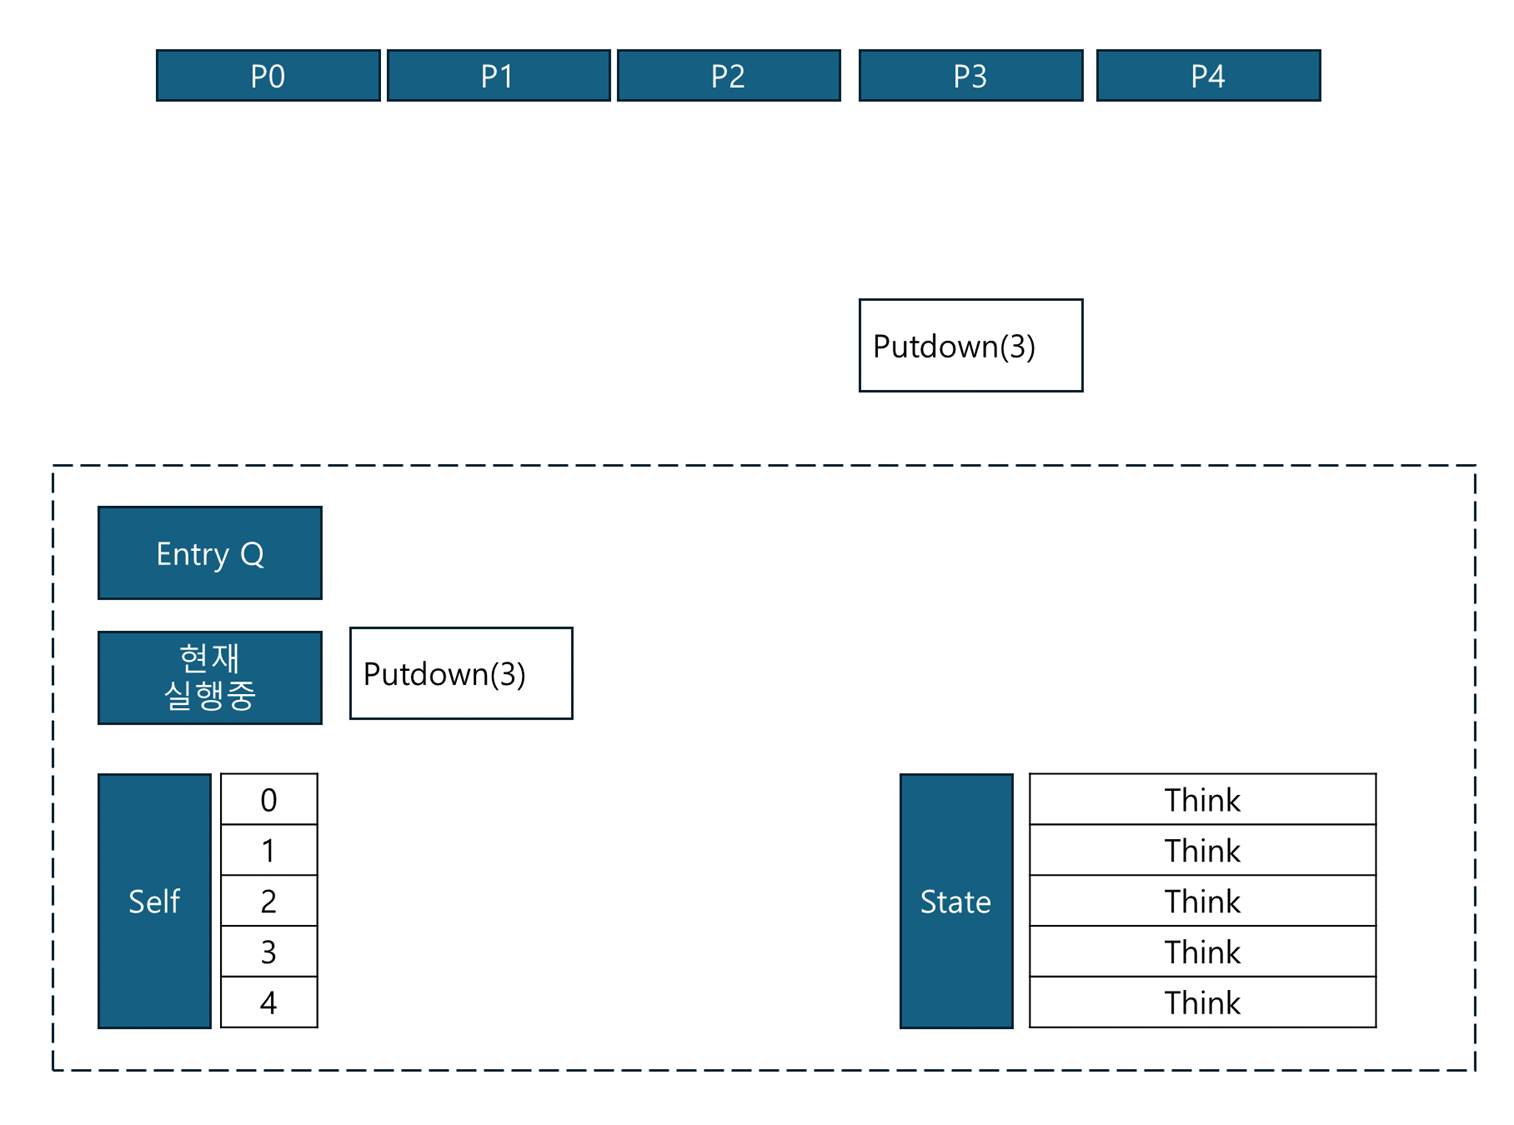 P0
P1
P2
P3
P4
Putdown(3)
Entry Q
현재
실행중
Putdown(3)
Self
0
1
2
3
4
State
Think
Think
Think
Think
Think